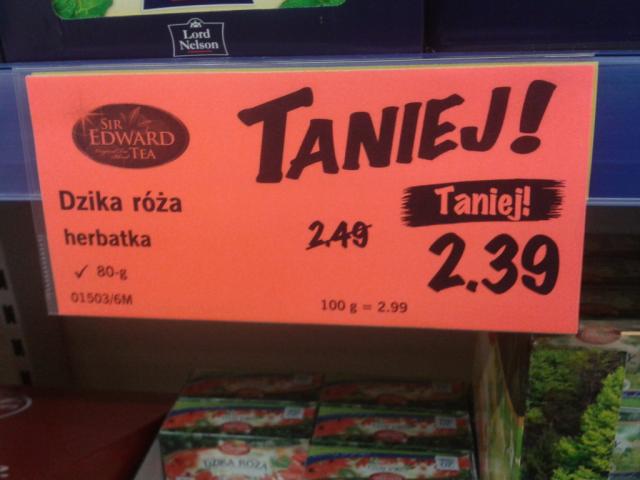 Lord
Nelson
SIR
EDWARD
TEA
TANIEJ!
Dzika róża
herbatka
✓ 80-g
01503/6M
Taniej!
2.49
2.39
100 g = 2.99
DZIKA RÓŻA